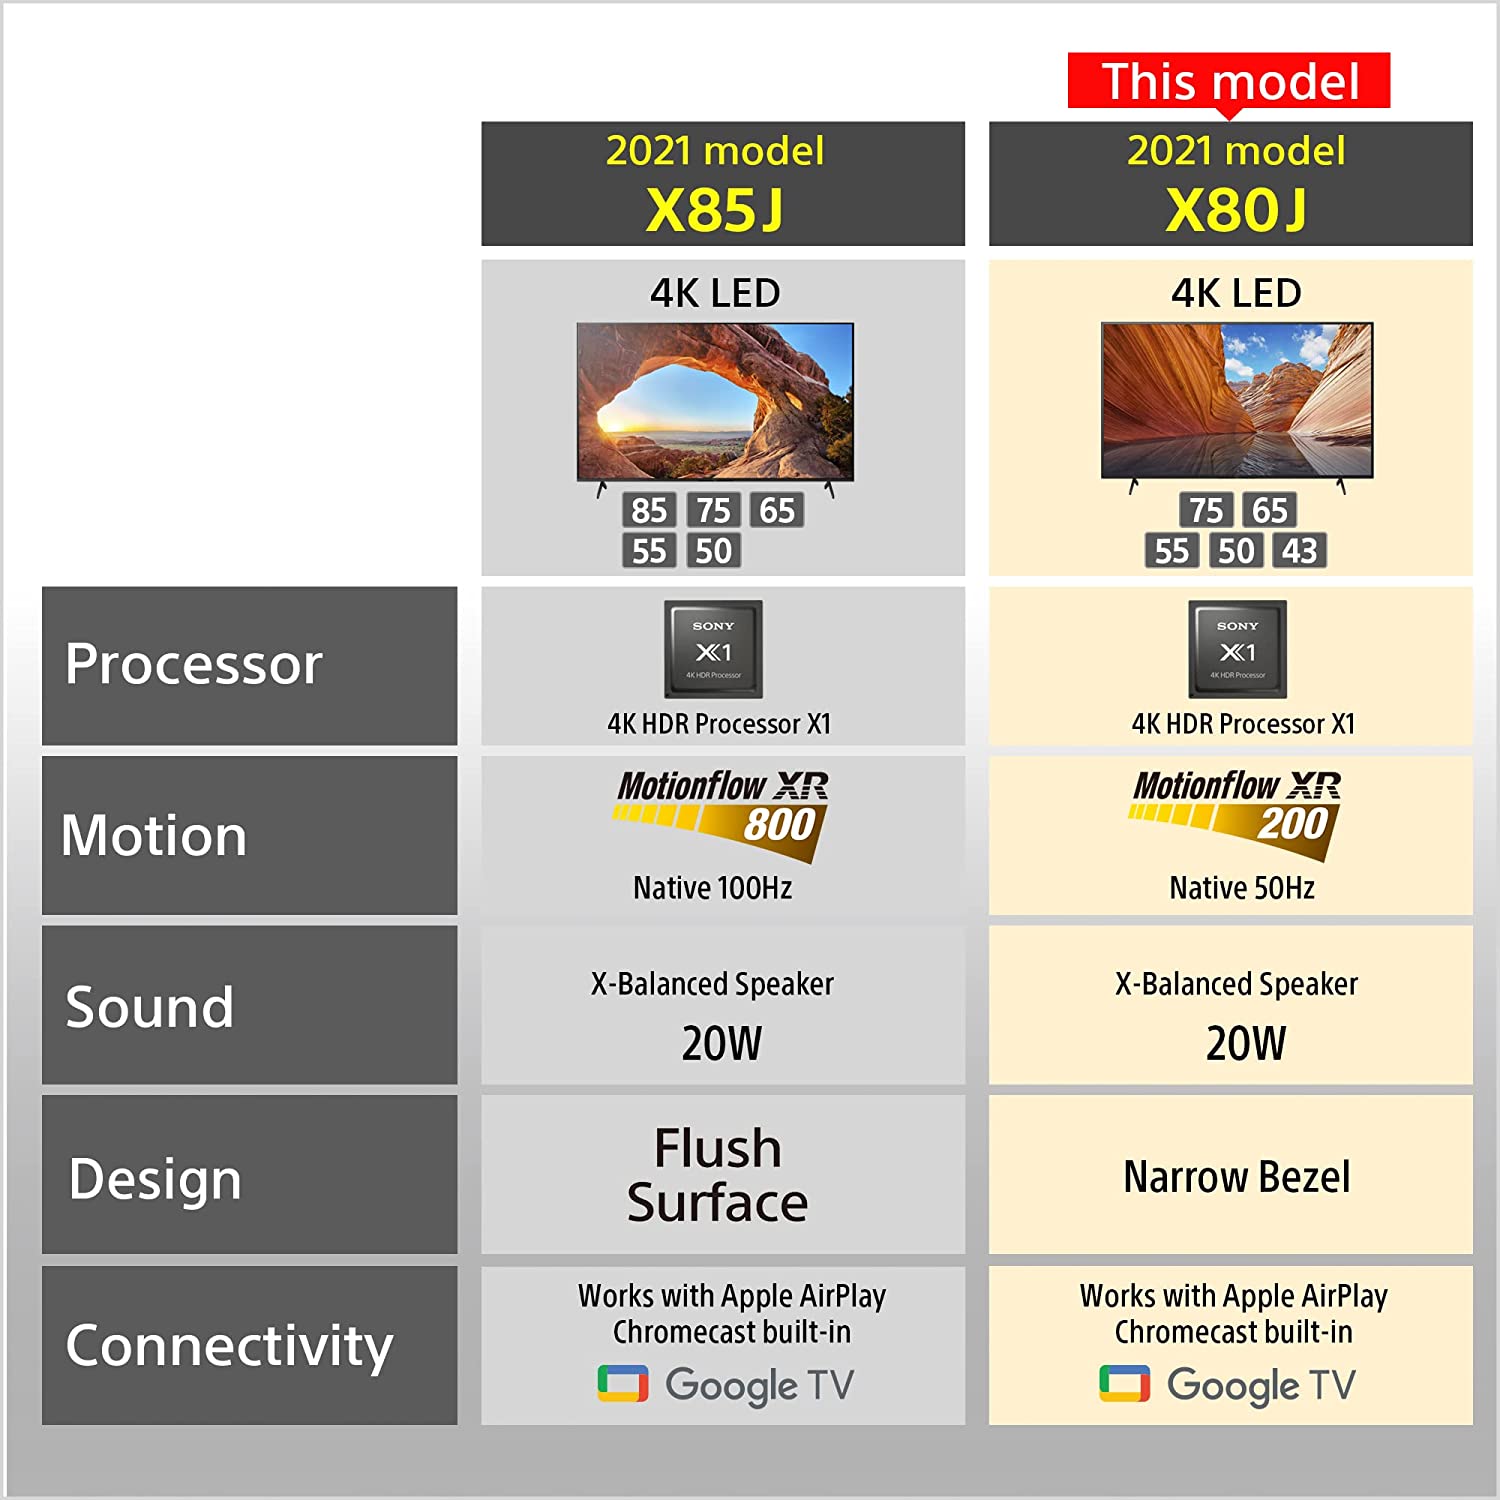 This model
2021 model
X85J
2021 model
X80J
4K LED
85 75 65
55 50
4K LED
75 65
55 50 43
Processor
SONY
X1
4K HDR Processor
4K HDR Processor X1
SONY
X1
4K HDR Processor
4K HDR Processor X1
Motion
Motionflow XR
800
Native 100Hz
Motionflow XR
200
Native 50Hz
Sound
X-Balanced Speaker
20W
X-Balanced Speaker
20W
Design
Flush
Surface
Narrow Bezel
Connectivity
Works with Apple AirPlay
Chromecast built-in
Google TV
Works with Apple AirPlay
Chromecast built-in
Google TV